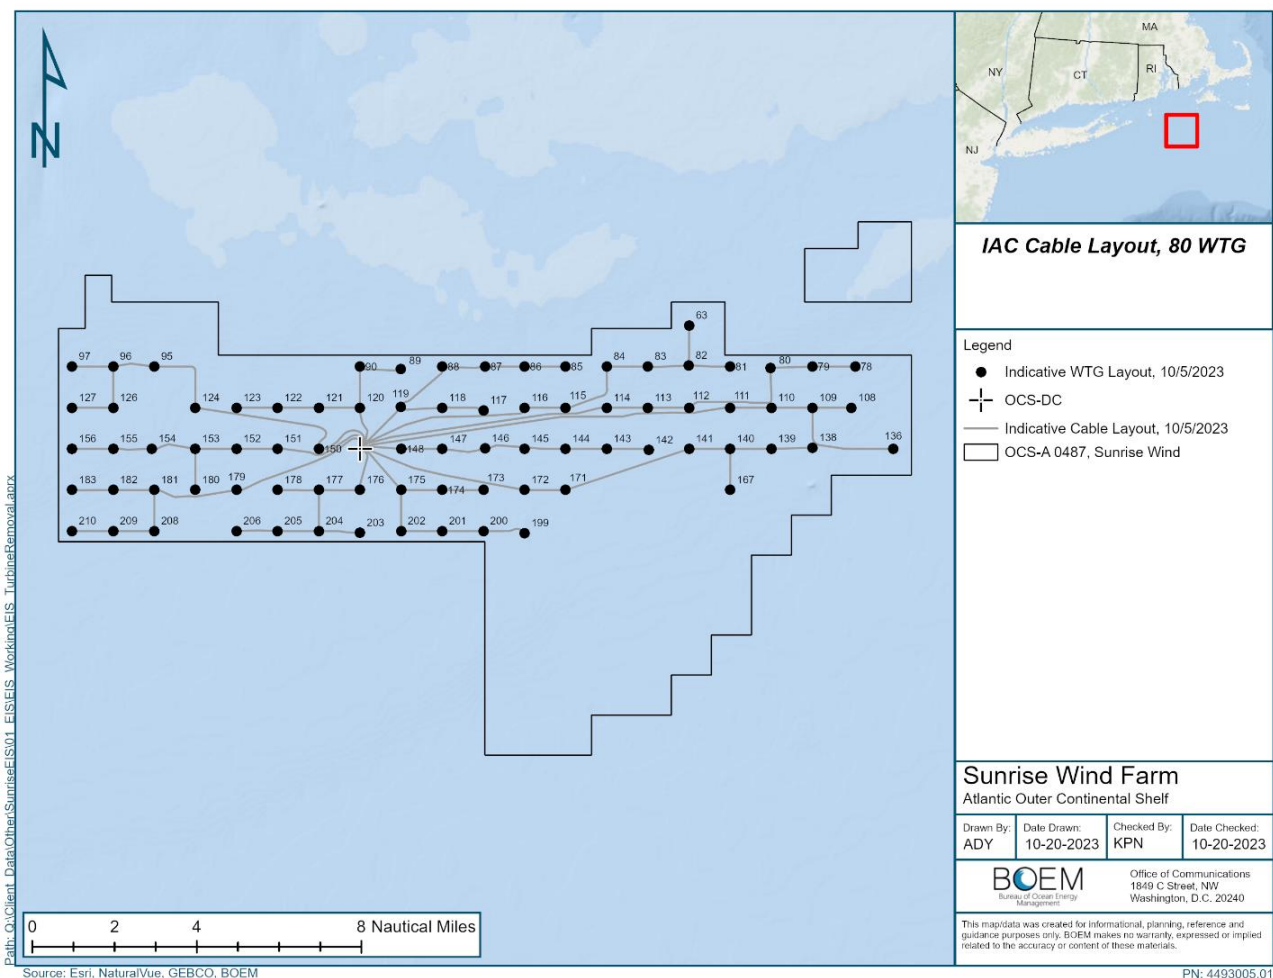 N
63
97 96 95 90 89 88 87 86 85 84 83 82 81 80 79 78
127 126 124 123 122 121 120 119 118 117 116 115 114 113 112 111 110 109 108
156 155 154 153 152 151 150 148 147 146 145 144 143 142 141 140 139 138 136
183 182 181 180 179 178 177 176 175 174 173 172 171 167
210 209 208 206 205 204 203 202 201 200 199
0 2 4 8 Nautical Miles
Source: Esri, NaturalVue, GEBCO, BOEM
Path: Q:\Client_Data\Other\SunriseEIS\01_EIS\EIS_Working\EIS_TurbineRemoval.aprx
MA
NY
CT
RI
NJ
IAC Cable Layout, 80 WTG
Legend
Indicative WTG Layout, 10/5/2023
OCS-DC
Indicative Cable Layout, 10/5/2023
OCS-A 0487, Sunrise Wind
Sunrise Wind Farm
Atlantic Outer Continental Shelf
Drawn By: Date Drawn: Checked By: Date Checked:
ADY 10-20-2023 KPN 10-20-2023
BOEM
Bureau of Ocean Energy
Management
Office of Communications
1849 C Street, NW
Washington, D.C. 20240
This map/data was created for informational, planning, reference and
guidance purposes only. BOEM makes no warranty, expressed or implied
related to the accuracy or content of these materials.
PN: 4493005.01